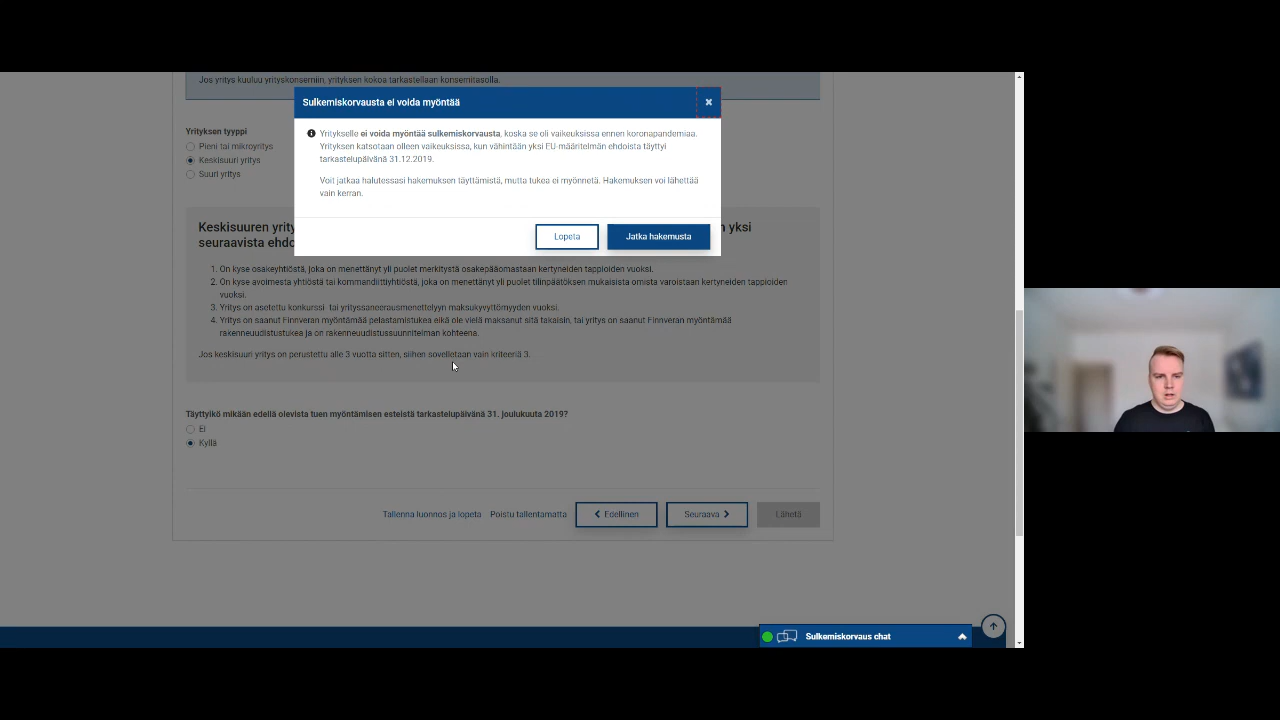 Jos yritys kuuluu yrityskonserniin, yrityksen kokoa tarkastellaan konsernitasolla.
Sulkemiskorvausta ei voida myöntää
Yritykselle ei voida myöntää sulkemiskorvausta, koska se oli vaikeuksissa ennen koronapandemiaa.
Yrityksen katsotaan olleen vaikeuksissa, kun vähintään yksi EU-määritelmän ehdoista täyttyi
tarkastelupäivänä 31.12.2019.
Voit jatkaa halutessasi hakemuksen täyttämistä, mutta tukea ei myönnetä. Hakemuksen voi lähettää
vain kerran.
Lopeta
Jatka hakemusta
Yrityksen tyyppi
Pieni tai mikroyritys
Keskisuuri yritys
Suuri yritys
Keskisuuren yrity
n yksi
seuraavista ehdo
1. On kyse osakeyhtiöstä, joka on menettänyt yli puolet merkitystä osakepääomastaan kertyneiden tappioiden vuoksi.
2. On kyse avoimesta yhtiöstä tai kommandiittiyhtiöstä, joka on menettänyt yli puolet tilinpäätöksen mukaisista omista varoistaan kertyneiden tappioiden
vuoksi.
3. Yritys on asetettu konkurssi- tai yrityssaneerausmenettelyyn maksukyvyttömyyden vuoksi.
4. Yritys on saanut Finnveran myöntämää pelastamistukea eikä ole vielä maksanut sitä takaisin, tai yritys on saanut Finnveran myöntämää
rakenneuudistustukea ja on rakenneuudistussuunnitelman kohteena.
Jos keskisuuri yritys on perustettu alle 3 vuotta sitten, siihen sovelletaan vain kriteeriä 3.
Täyttyikö mikään edellä olevista tuen myöntämisen esteistä tarkastelupäivänä 31. joulukuuta 2019?
Ei
Kyllä
Tallenna luonnos ja lopeta
Poistu tallentamatta
Edellinen
Seuraava
Lähetä
Sulkemiskorvaus chat